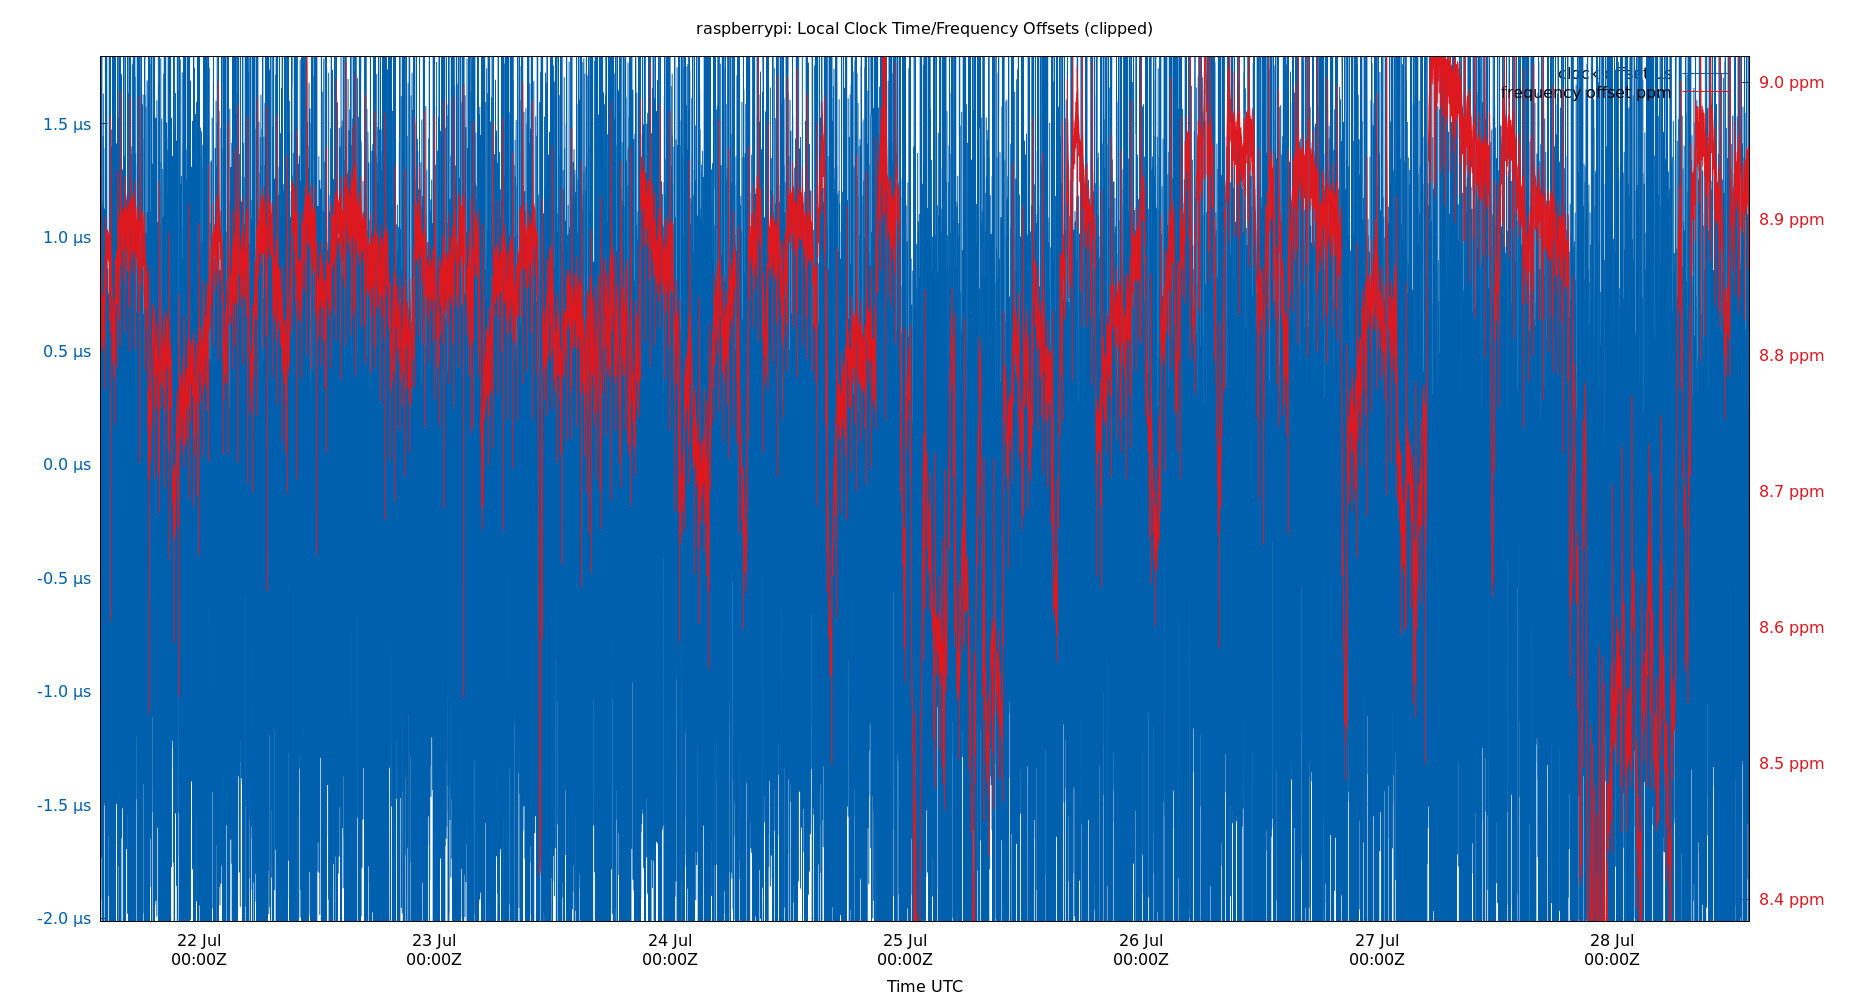 raspberrypi: Local Clock Time/Frequency Offsets (clipped)
clock offset µs
frequency offset ppm
1.5 µs
1.0 µs
0.5 µs
0.0 µs
-0.5 µs
-1.0 µs
-1.5 µs
-2.0 µs
9.0 ppm
8.9 ppm
8.8 ppm
8.7 ppm
8.6 ppm
8.5 ppm
8.4 ppm
22 Jul
00:00Z
23 Jul
00:00Z
24 Jul
00:00Z
25 Jul
00:00Z
26 Jul
00:00Z
27 Jul
00:00Z
28 Jul
00:00Z
Time UTC